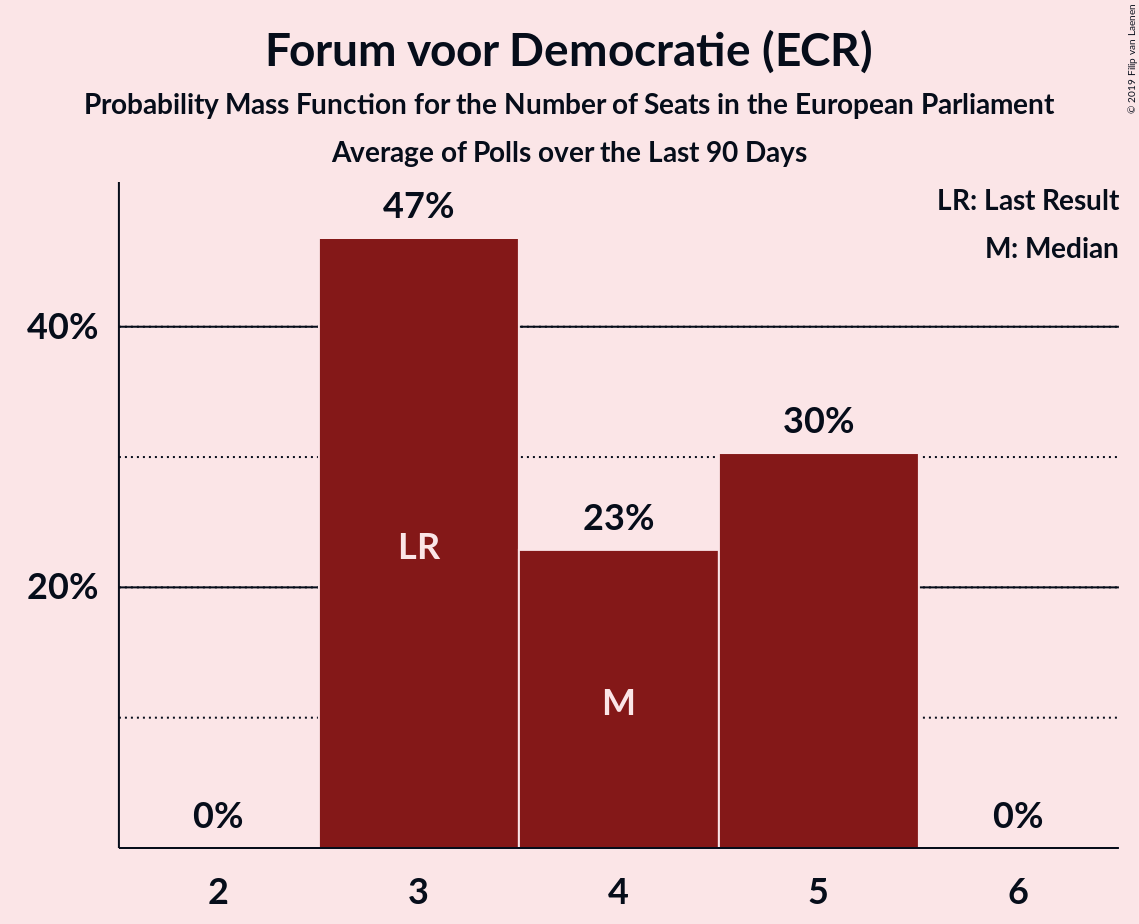 Forum voor Democratie (ECR)
Probability Mass Function for the Number of Seats in the European Parliament
Average of Polls over the Last 90 Days
© 2019 Filip van Laenen
LR: Last Result
M: Median
47%
40%
30%
23%
LR
20%
M
0%
0%
2
3
4
5
6